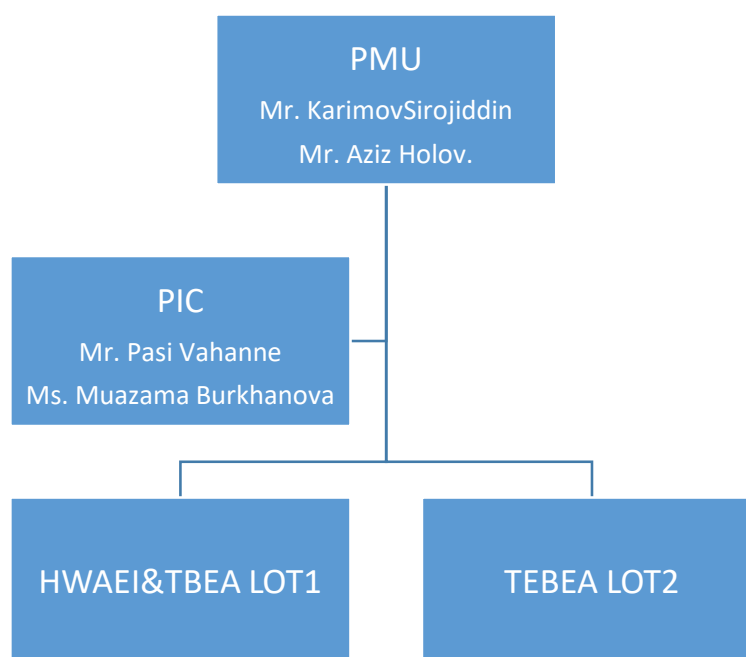 PMU
Mr. KarimovSirojiddin
Mr. Aziz Holov.
PIC
Mr. Pasi Vahanne
Ms. Muazama Burkhanova
HWAEI&TBEA LOT1
TEBEA LOT2